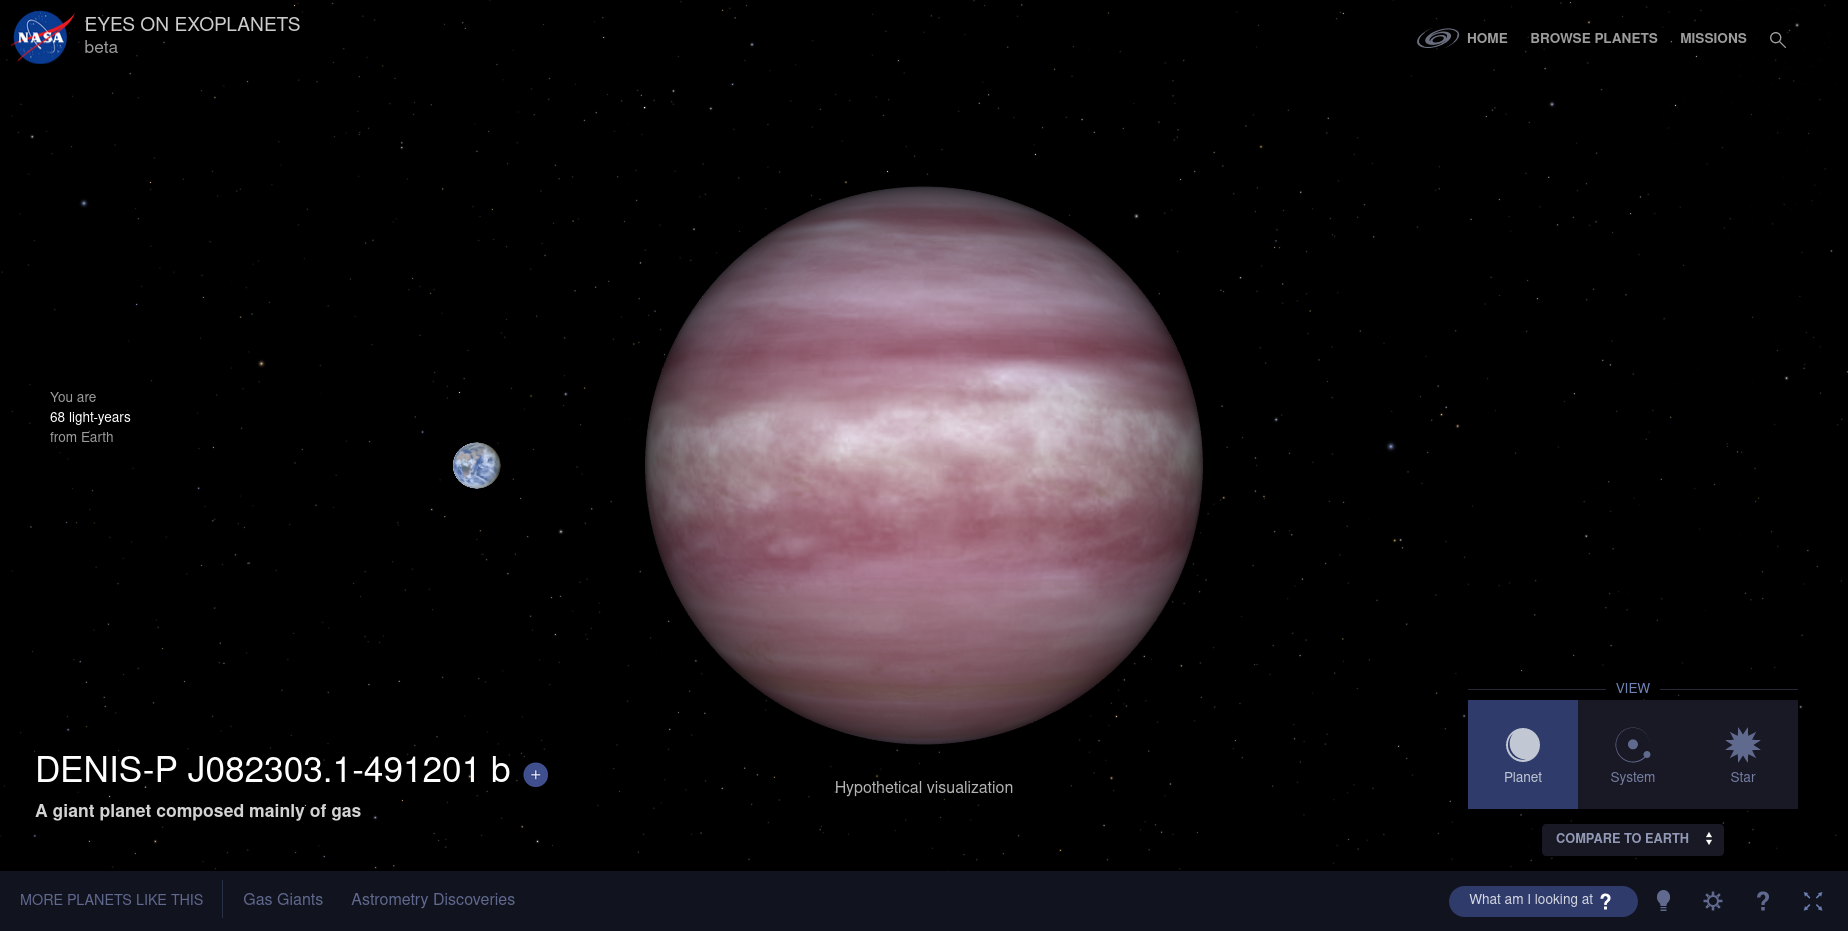 NASA
EYES ON EXOPLANETS
beta
HOME
BROWSE PLANETS
MISSIONS
You are
68 light-years
from Earth
VIEW
Planet
System
Star
DENIS-P J082303.1-491201 b +
A giant planet composed mainly of gas
Hypothetical visualization
COMPARE TO EARTH
MORE PLANETS LIKE THIS
Gas Giants
Astrometry Discoveries
What am I looking at ?
?